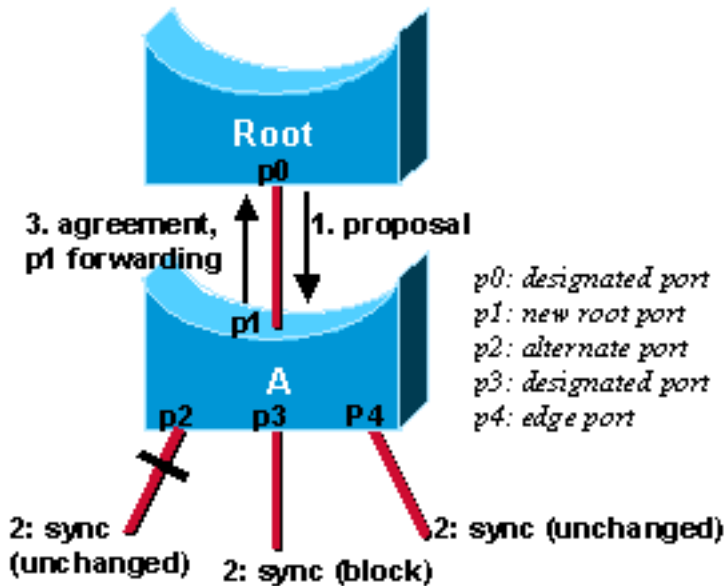 Root
p0
3. agreement,
p1 forwarding
1. proposal
p1
A
p2
p3
P4
p0: designated port
p1: new root port
p2: alternate port
p3: designated port
p4: edge port
2: sync
(unchanged)
2: sync (block)
2: sync (unchanged)